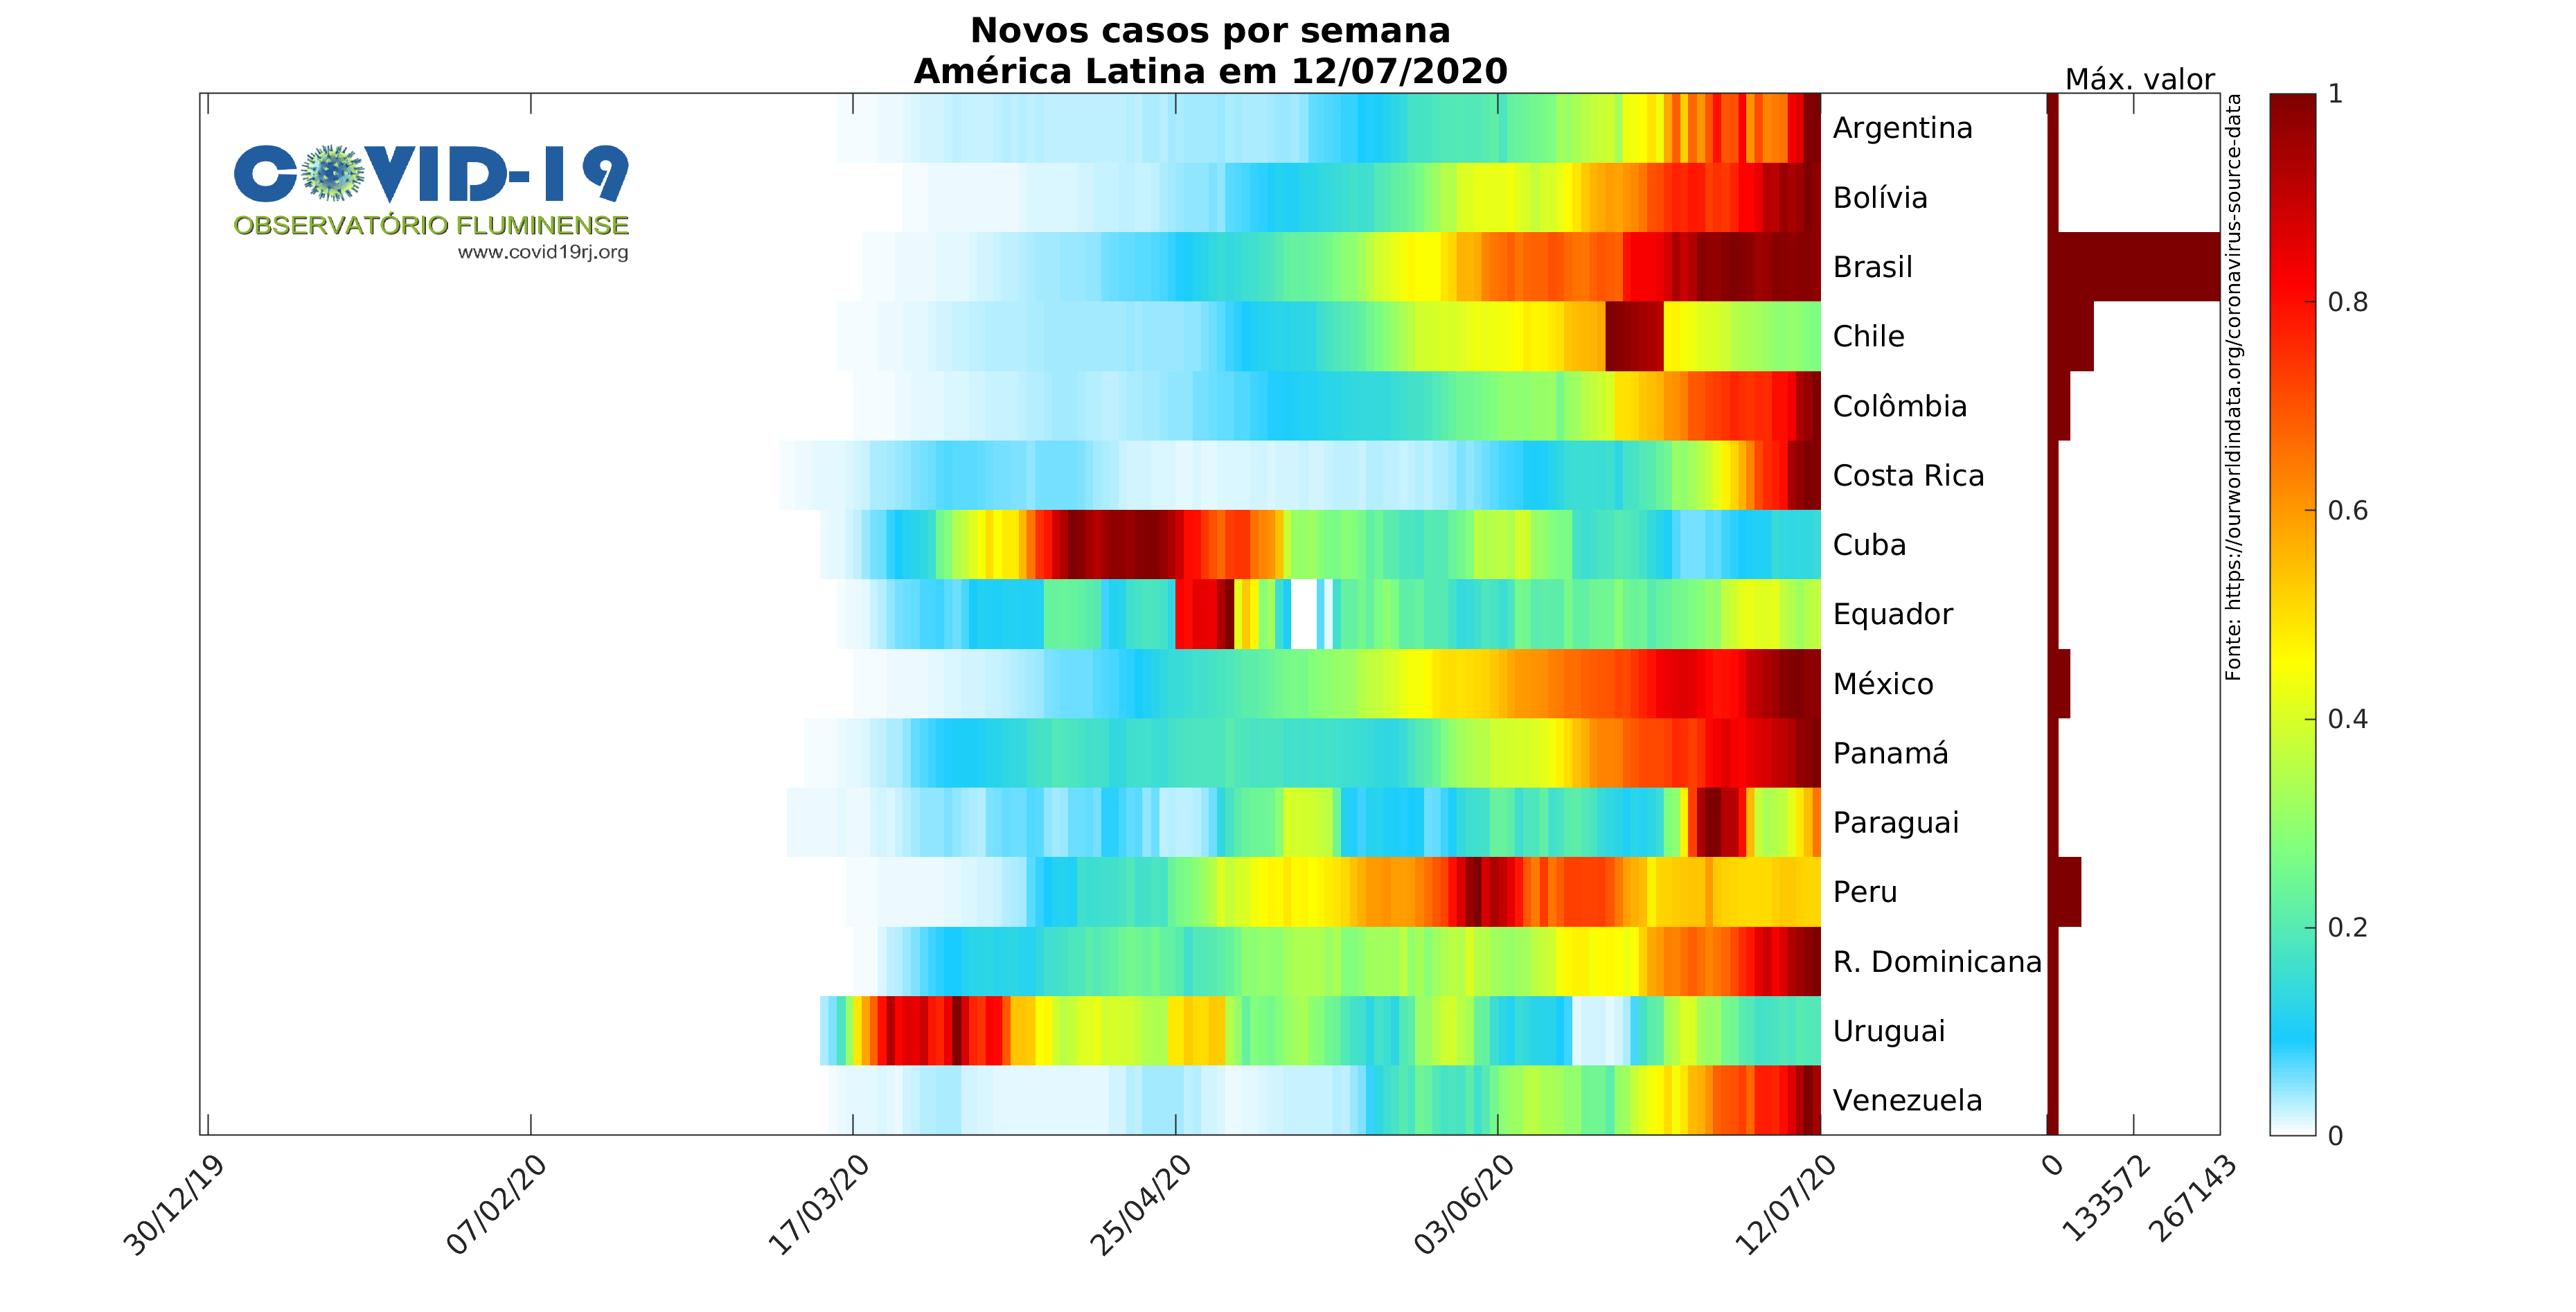 Novos casos por semana
América Latina em 12/07/2020
Máx. valor
COVID-19
OBSERVATÓRIO FLUMINENSE
www.covid19rj.org
Argentina
Bolívia
Brasil
Chile
Colômbia
Costa Rica
Cuba
Equador
México
Panamá
Paraguai
Peru
R. Dominicana
Uruguai
Venezuela
Fonte: https://ourworldindata.org/coronavirus-source-data
1
0.8
0.6
0.4
0.2
0
30/12/19
07/02/20
17/03/20
25/04/20
03/06/20
12/07/20
0
133572
267143